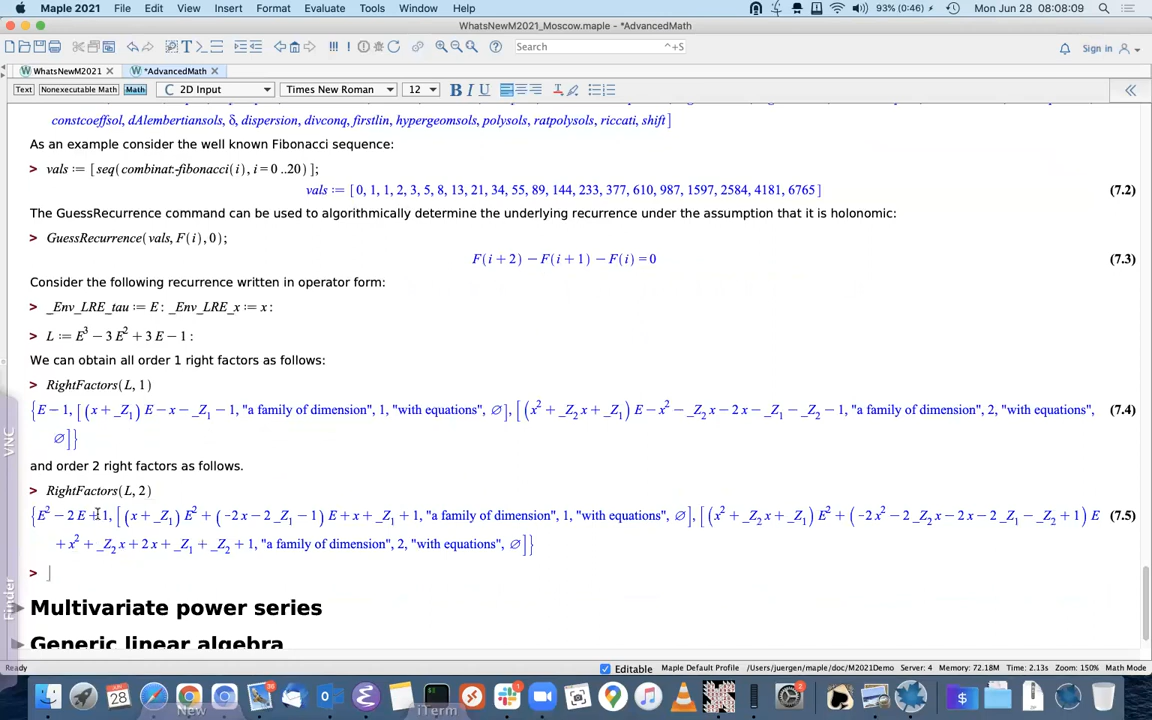 Maple 2021 File Edit View Insert Format Evaluate Tools Window Help 93% (0:46) Mon Jun 28 08:08:09
WhatsNewM2021_Moscow.maple - *AdvancedMath
Search ⌃+S Sign in
WhatsNewM2021 *AdvancedMath
Text Nonexecutable Math Math C 2D Input Times New Roman 12 B I U
constcoeffsol, dAlembertiansols, δ, dispersion, divconq, firstlin, hypergeomsols, polysols, ratpolysols, riccati, shift ]
As an example consider the well known Fibonacci sequence:
> vals := [ seq(combinat:-fibonacci(i), i = 0 ..20) ];
vals := [ 0, 1, 1, 2, 3, 5, 8, 13, 21, 34, 55, 89, 144, 233, 377, 610, 987, 1597, 2584, 4181, 6765 ] (7.2)
The GuessRecurrence command can be used to algorithmically determine the underlying recurrence under the assumption that it is holonomic:
> GuessRecurrence(vals, F(i), 0);
F(i + 2) − F(i + 1) − F(i) = 0 (7.3)
Consider the following recurrence written in operator form:
> _Env_LRE_tau := E : _Env_LRE_x := x :
> L := E³ − 3 E² + 3 E − 1 :
We can obtain all order 1 right factors as follows:
> RightFactors(L, 1)
{E − 1, [(x + _Z₁) E − x − _Z₁ − 1, "a family of dimension", 1, "with equations", ∅], [(x² + _Z₂ x + _Z₁) E − x² − _Z₂ x − 2 x − _Z₁ − _Z₂ − 1, "a family of dimension", 2, "with equations", (7.4)
∅]}
and order 2 right factors as follows.
> RightFactors(L, 2)
{E² − 2 E + 1, [(x + _Z₁) E² + (-2 x − 2 _Z₁ − 1) E + x + _Z₁ + 1, "a family of dimension", 1, "with equations", ∅], [(x² + _Z₂ x + _Z₁) E² + (-2 x² − 2 _Z₂ x − 2 x − 2 _Z₁ − _Z₂ + 1) E (7.5)
+ x² + _Z₂ x + 2 x + _Z₁ + _Z₂ + 1, "a family of dimension", 2, "with equations", ∅]}
>
Multivariate power series
Generic linear algebra
VNC
Finder
Ready Editable Maple Default Profile /Users/juergen/maple/doc/M2021Demo Server: 4 Memory: 72.18M Time: 2.13s Zoom: 150% Math Mode
New iTerm